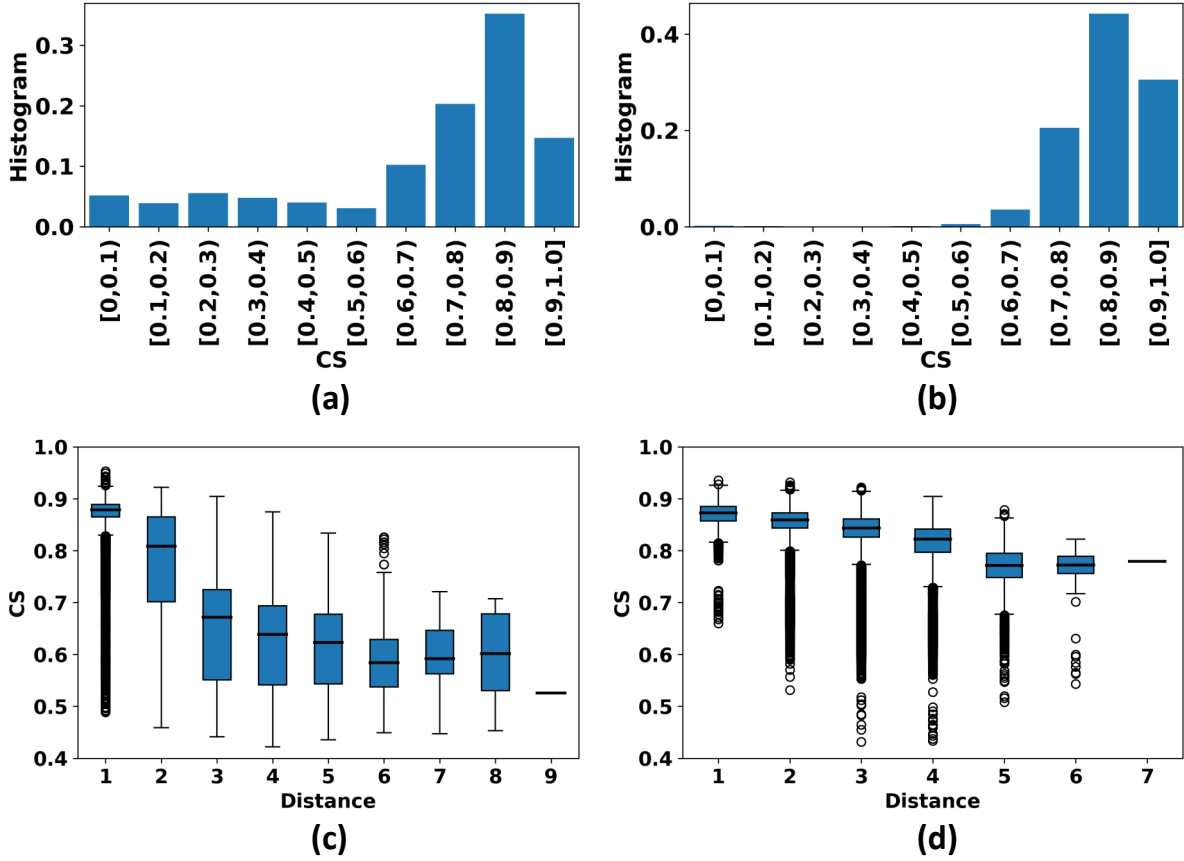 Histogram
0.3
0.2
0.1
0.0
[0,0.1)
[0.1,0.2)
[0.2,0.3)
[0.3,0.4)
[0.4,0.5)
[0.5,0.6)
[0.6,0.7)
[0.7,0.8)
[0.8,0.9)
[0.9,1.0]
CS
(a)
Histogram
0.4
0.2
0.0
[0,0.1)
[0.1,0.2)
[0.2,0.3)
[0.3,0.4)
[0.4,0.5)
[0.5,0.6)
[0.6,0.7)
[0.7,0.8)
[0.8,0.9)
[0.9,1.0]
CS
(b)
CS
1.0
0.9
0.8
0.7
0.6
0.5
0.4
1 2 3 4 5 6 7 8 9
Distance
(c)
CS
1.0
0.9
0.8
0.7
0.6
0.5
0.4
1 2 3 4 5 6 7
Distance
(d)